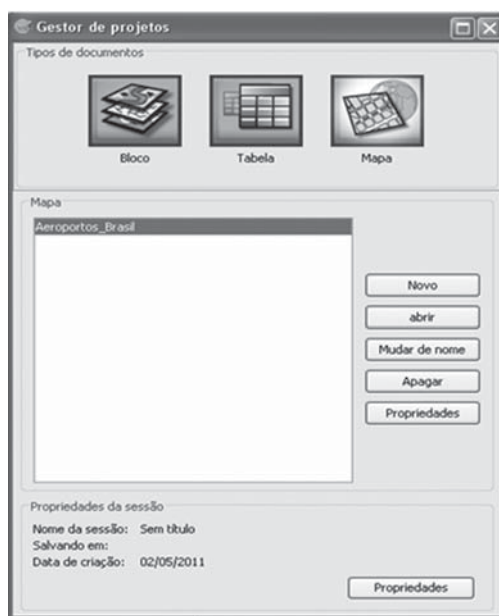 Gestor de projetos
Tipos de documentos
Bloco Tabela Mapa
Mapa
Aeroportos_Brasil
Novo
abrir
Mudar de nome
Apagar
Propriedades
Propriedades da sessão
Nome da sessão: Sem título
Salvando em:
Data de criação: 02/05/2011
Propriedades